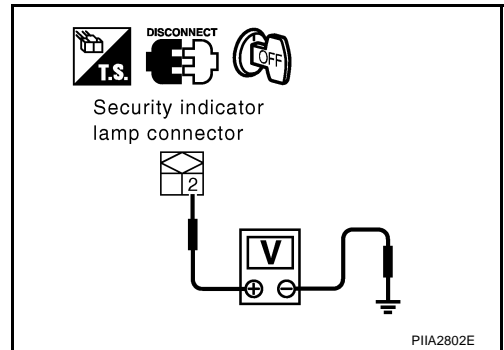 DISCONNECT
T.S.
OFF
Security indicator
lamp connector
2
V
+ −
PIIA2802E